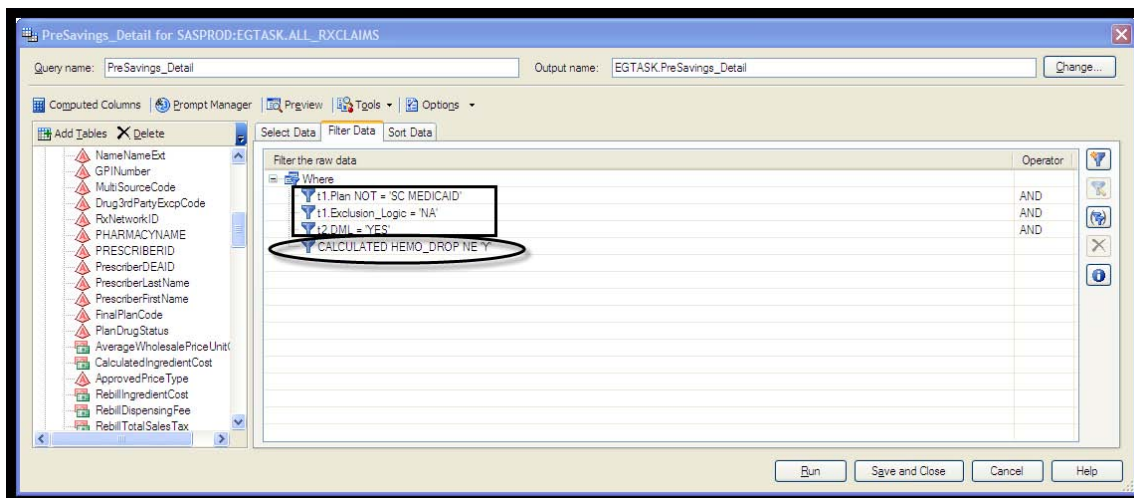 PreSavings_Detail for SASPROD:EGTASK.ALL_RXCLAIMS
Query name: PreSavings_Detail Output name: EGTASK.PreSavings_Detail Change...
Computed Columns Prompt Manager Preview Tools Options
Add Tables Delete
Select Data Filter Data Sort Data
NameNameExt
GPINumber
MultiSourceCode
Drug3rdPartyExcpCode
RxNetworkID
PHARMACYNAME
PRESCRIBERID
PrescriberDEAID
PrescriberLastName
PrescriberFirstName
FinalPlanCode
PlanDrugStatus
AverageWholesalePriceUnit
CalculatedIngredientCost
ApprovedPriceType
RebillIngredientCost
RebillDispensingFee
RebillTotalSalesTax
Filter the raw data Operator
Where
t1.Plan NOT = 'SC MEDICAID' AND
t1.Exclusion_Logic = 'NA' AND
t2.DML = 'YES' AND
CALCULATED HEMO_DROP NE 'Y'
Run Save and Close Cancel Help